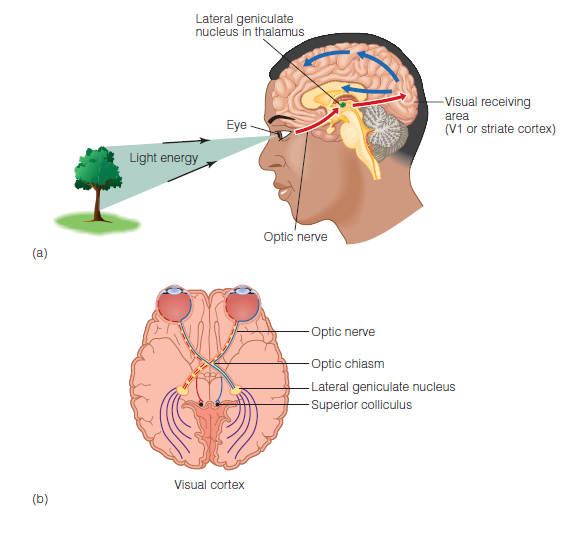 Lateral geniculate
nucleus in thalamus
Visual receiving
area
(V1 or striate cortex)
Eye
Light energy
Optic nerve
(a)
Optic nerve
Optic chiasm
Lateral geniculate nucleus
Superior colliculus
Visual cortex
(b)